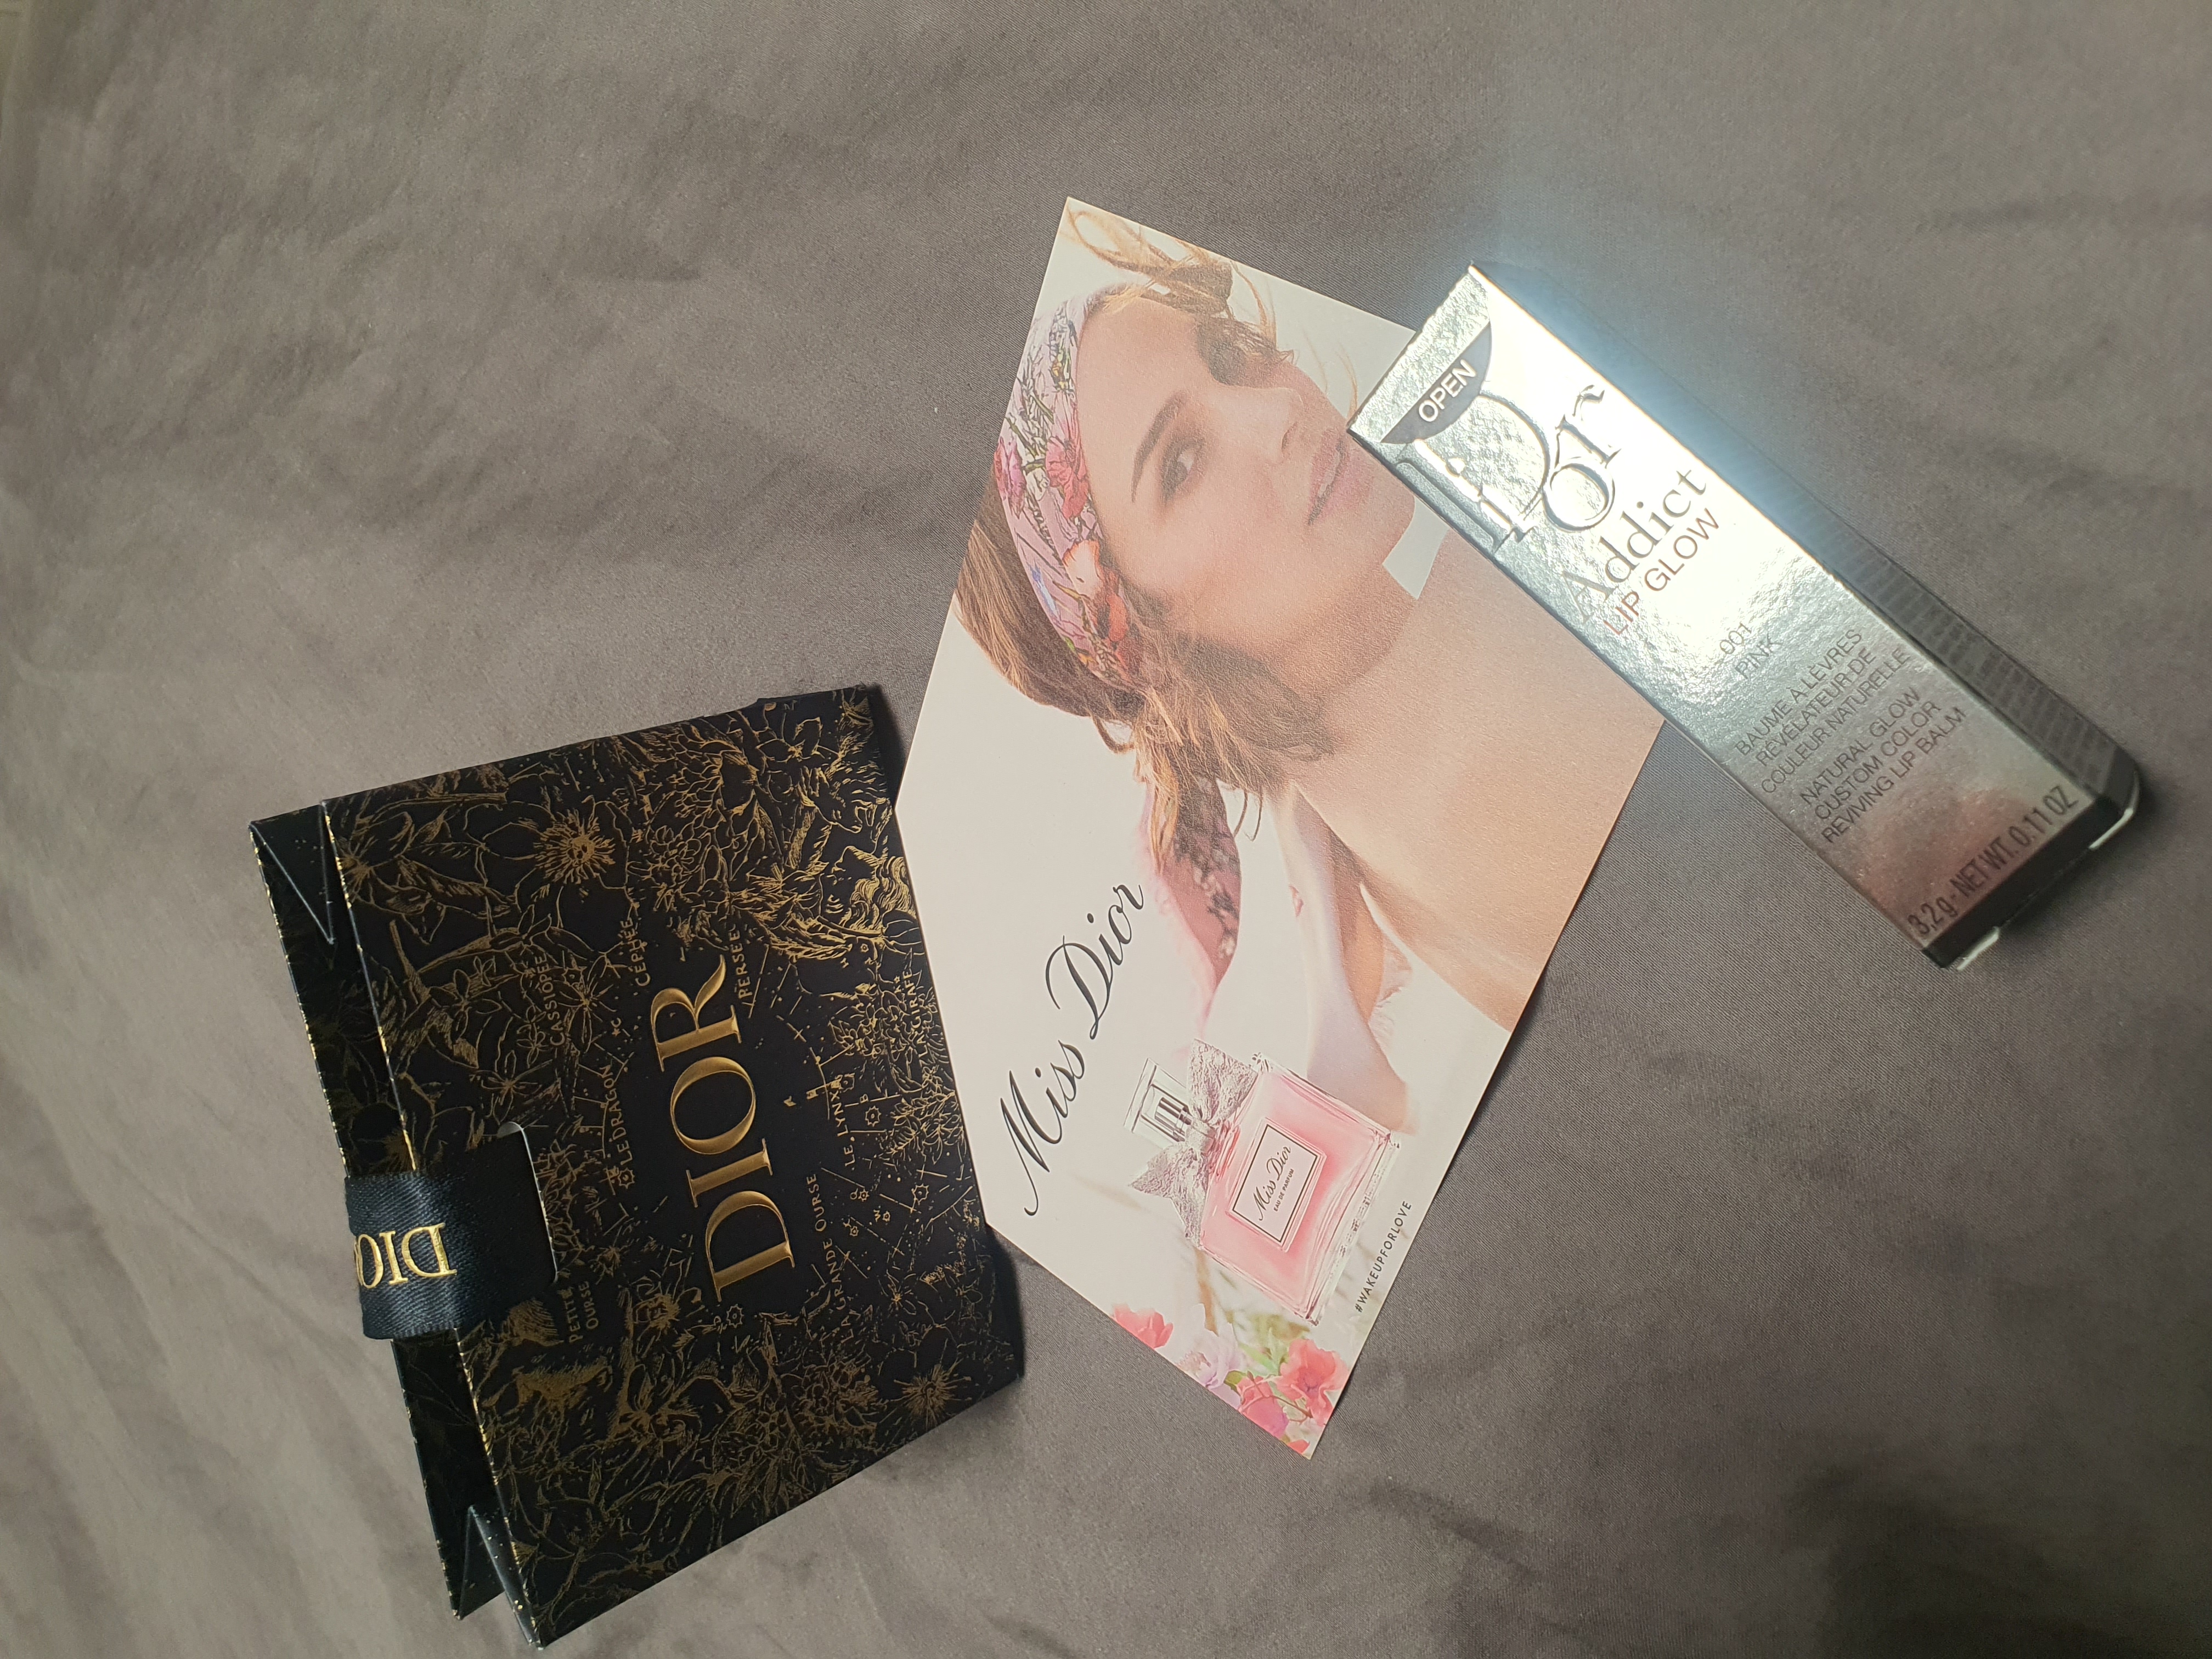 DIO
PETITE
OURSE
CASSIOPÉE
LE DRAGON
CÉPHÉE
DIOR
PERSÉE
LA GRANDE OURSE
LE LYNX
LA GIRAFE
Miss Dior
Miss Dior
EAU DE PARFUM
#WAKEUPFORLOVE
OPEN
Dior
Addict
LIP GLOW
001
PINK
BAUME À LÈVRES
RÉVÉLATEUR DE
COULEUR NATURELLE
NATURAL GLOW
CUSTOM COLOR
REVIVING LIP BALM
3,2 g - NET WT. 0.11 OZ